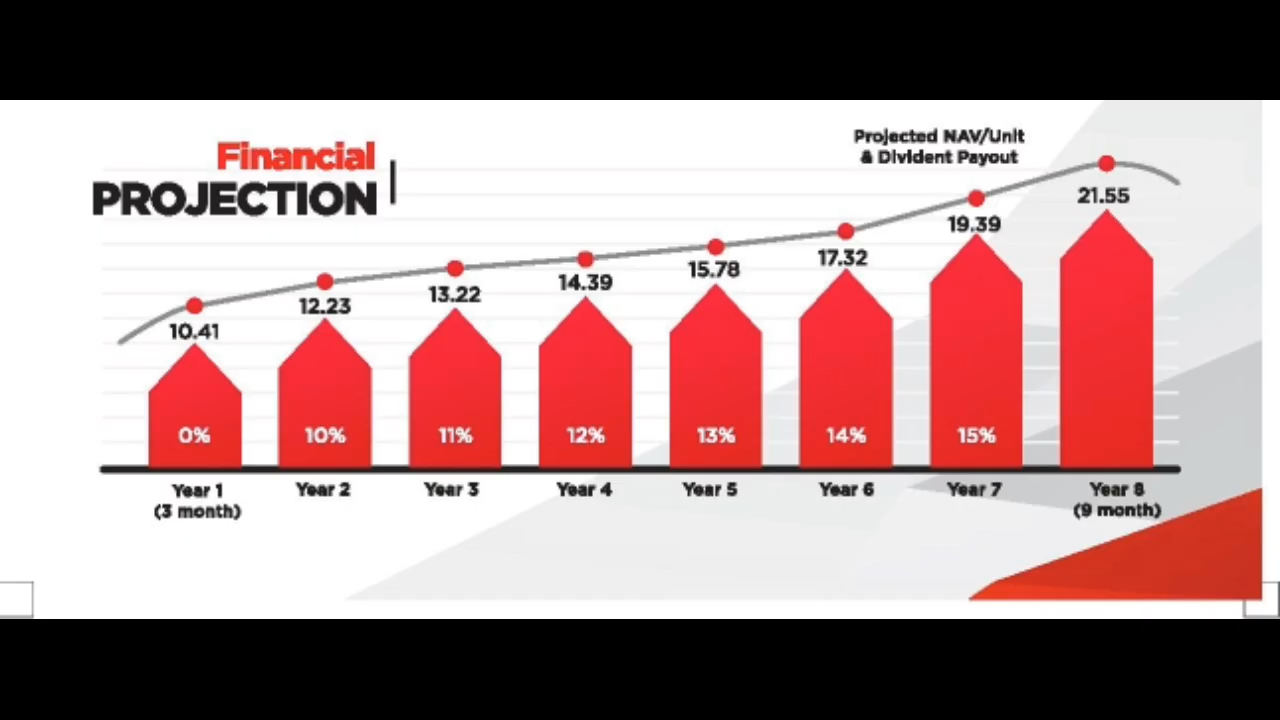 Financial
PROJECTION
Projected NAV/Unit
& Divident Payout
10.41
12.23
13.22
14.39
15.78
17.32
19.39
21.55
0%
10%
11%
12%
13%
14%
15%
Year 1
(3 month)
Year 2
Year 3
Year 4
Year 5
Year 6
Year 7
Year 8
(9 month)